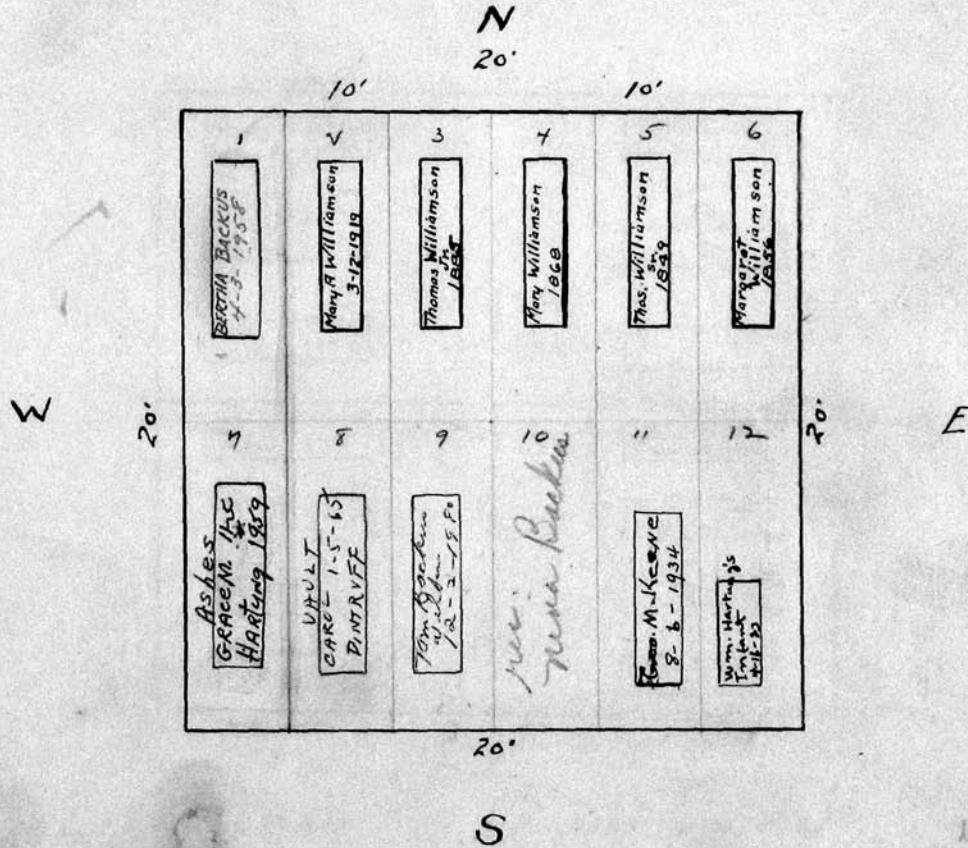 N
20'
10' 10'
1 2 3 4 5 6
BERTHA BACKUS
4-3-1958
Mary A Williamson
3-12-1919
Thomas Williamson
Jr.
1885
Mary Williamson
1868
Thos. Williamson
Sr.
1849
Margaret
Williamson
1856
W
20'
20'
E
7 8 9 10 11 12
Ashes
GRACE M.
HARTUNG 1959
VAULT
CAROL 1-5-65
DINTRUFF
Tom Backus
12-2-1980
res.
Backus
M. Keene
8-6-1934
Wm. Hartung's
Infant
20'
S